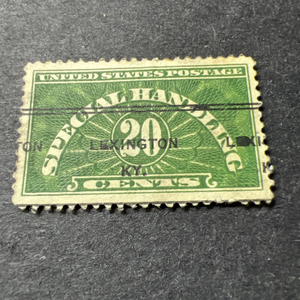 UNITED STATES POSTAGE
SPECIAL HANDLING
20
LEXINGTON
KY.
CENTS